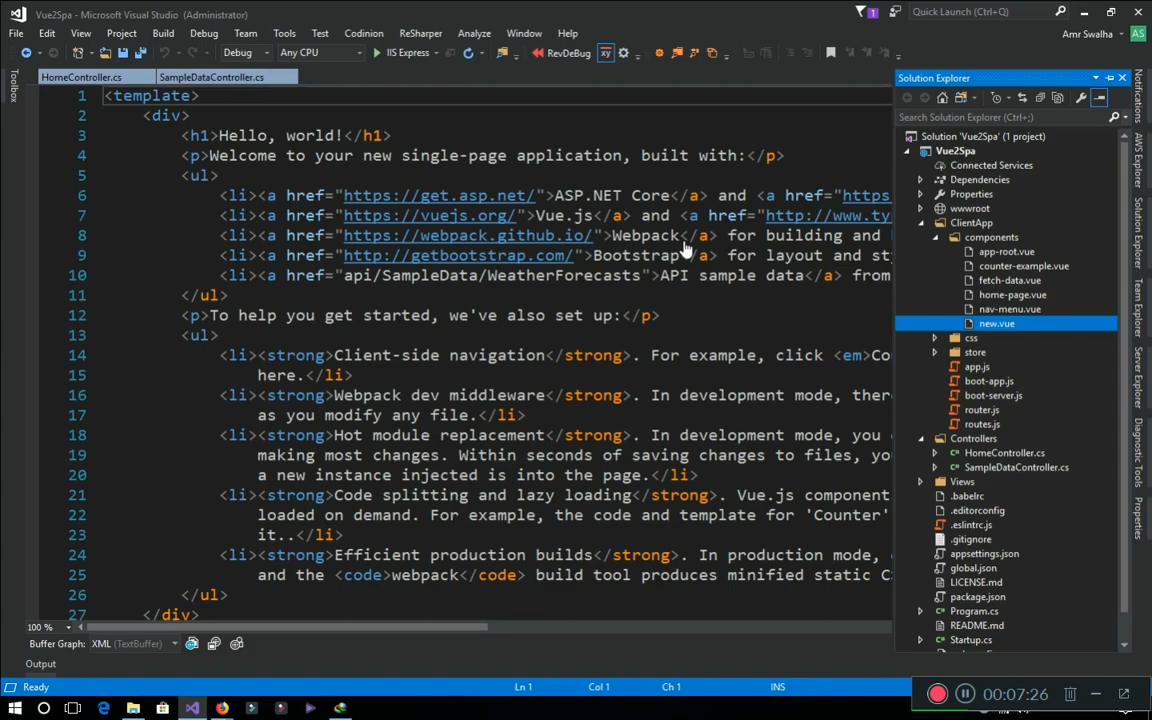 Vue2Spa - Microsoft Visual Studio (Administrator)
1
Quick Launch (Ctrl+Q)
File Edit View Project Build Debug Team Tools Test Codinion ReSharper Analyze Window Help
Amr Swalha AS
Debug Any CPU IIS Express RevDebug
Toolbox
HomeController.cs SampleDataController.cs
1 <template>
2 <div>
3 <h1>Hello, world!</h1>
4 <p>Welcome to your new single-page application, built with:</p>
5 <ul>
6 <li><a href="https://get.asp.net/">ASP.NET Core</a> and <a href="https
7 <li><a href="https://vuejs.org/">Vue.js</a> and <a href="http://www.ty
8 <li><a href="https://webpack.github.io/">Webpack</a> for building and
9 <li><a href="http://getbootstrap.com/">Bootstrap</a> for layout and st
10 <li><a href="api/SampleData/WeatherForecasts">API sample data</a> from
11 </ul>
12 <p>To help you get started, we've also set up:</p>
13 <ul>
14 <li><strong>Client-side navigation</strong>. For example, click <em>Co
15 here.</li>
16 <li><strong>Webpack dev middleware</strong>. In development mode, ther
17 as you modify any file.</li>
18 <li><strong>Hot module replacement</strong>. In development mode, you
19 making most changes. Within seconds of saving changes to files, yo
20 a new instance injected is into the page.</li>
21 <li><strong>Code splitting and lazy loading</strong>. Vue.js component
22 loaded on demand. For example, the code and template for 'Counter'
23 it..</li>
24 <li><strong>Efficient production builds</strong>. In production mode,
25 and the <code>webpack</code> build tool produces minified static C
26 </ul>
27 </div>
100 %
Buffer Graph: XML (TextBuffer)
Output
Ready Ln 1 Col 1 Ch 1 INS
Solution Explorer
Search Solution Explorer (Ctrl+;)
Solution 'Vue2Spa' (1 project)
Vue2Spa
Connected Services
Dependencies
Properties
wwwroot
ClientApp
components
app-root.vue
counter-example.vue
fetch-data.vue
home-page.vue
nav-menu.vue
new.vue
css
store
app.js
boot-app.js
boot-server.js
router.js
routes.js
Controllers
HomeController.cs
SampleDataController.cs
Views
.babelrc
.editorconfig
.eslintrc.js
.gitignore
appsettings.json
global.json
LICENSE.md
package.json
Program.cs
README.md
Startup.cs
Notifications
AWS Explorer
Solution Explorer
Team Explorer
Server Explorer
Diagnostic Tools
Properties
00:07:26